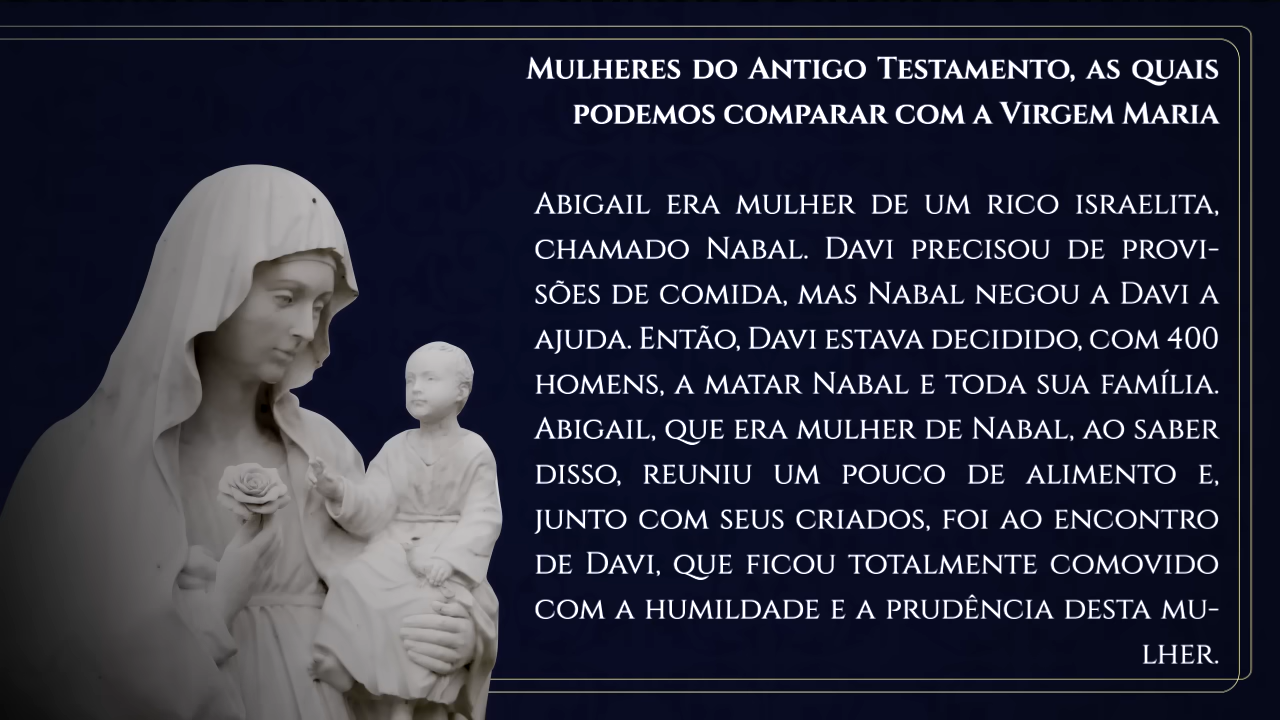 Mulheres do Antigo Testamento, as quais
podemos comparar com a Virgem Maria
Abigail era mulher de um rico israelita,
chamado Nabal. Davi precisou de provi-
sões de comida, mas Nabal negou a Davi a
ajuda. Então, Davi estava decidido, com 400
homens, a matar Nabal e toda sua família.
Abigail, que era mulher de Nabal, ao saber
disso, reuniu um pouco de alimento e,
junto com seus criados, foi ao encontro
de Davi, que ficou totalmente comovido
com a humildade e a prudência desta mu-
lher.